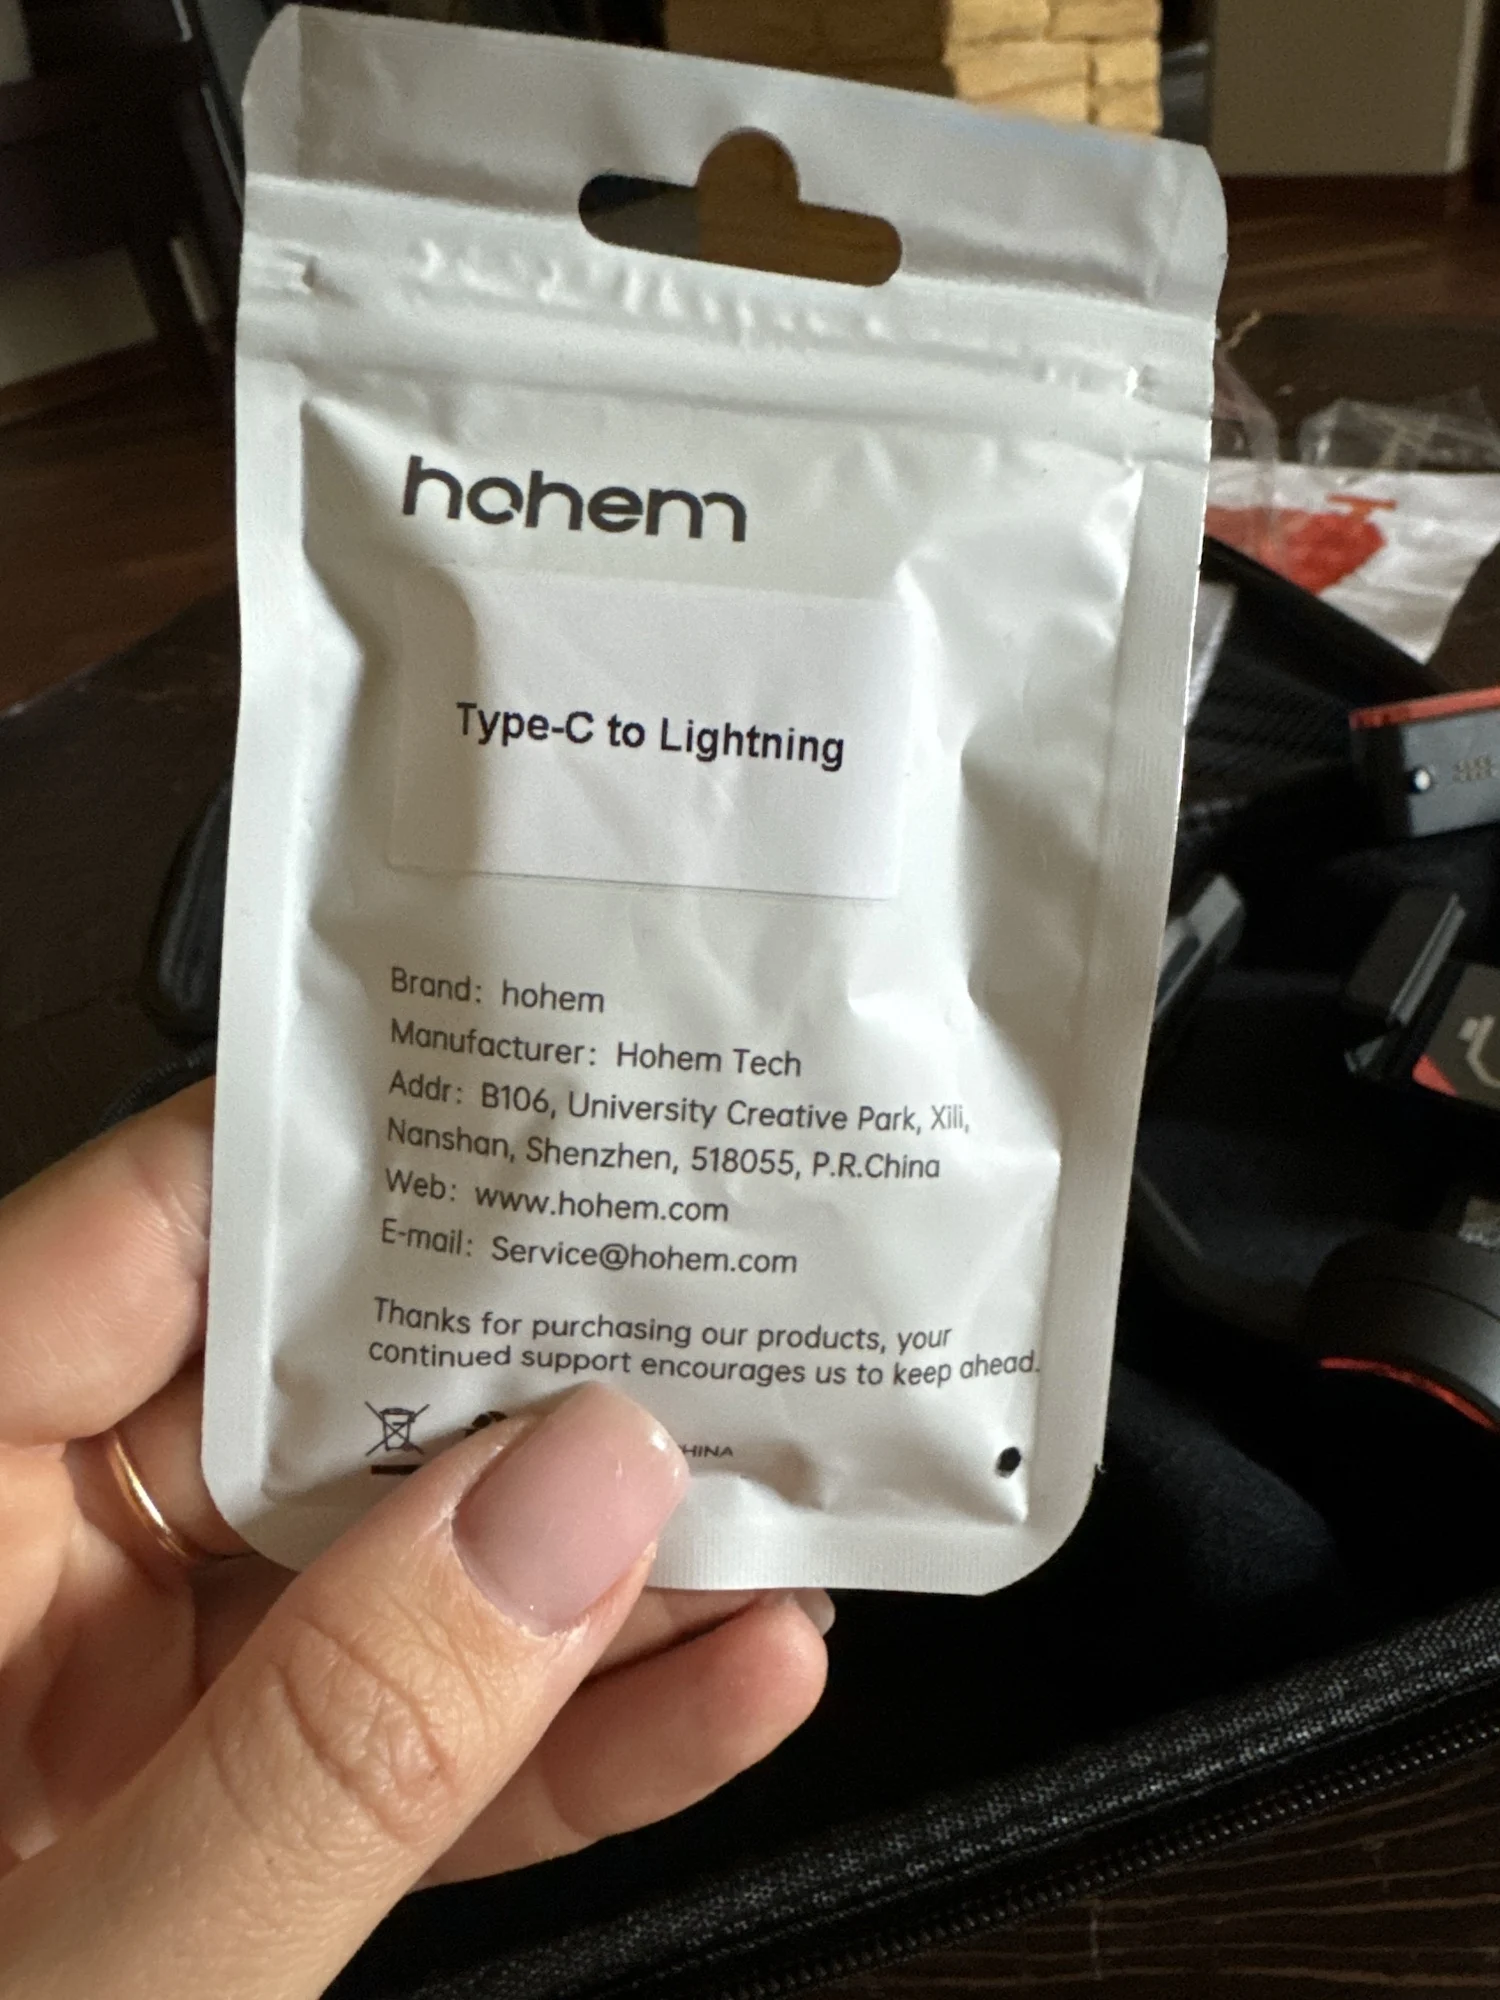 hohem
Type-C to Lightning
Brand: hohem
Manufacturer: Hohem Tech
Addr: B106, University Creative Park, Xili,
Nanshan, Shenzhen, 518055, P.R.China
Web: www.hohem.com
E-mail: Service@hohem.com
Thanks for purchasing our products, your
continued support encourages us to keep ahead.